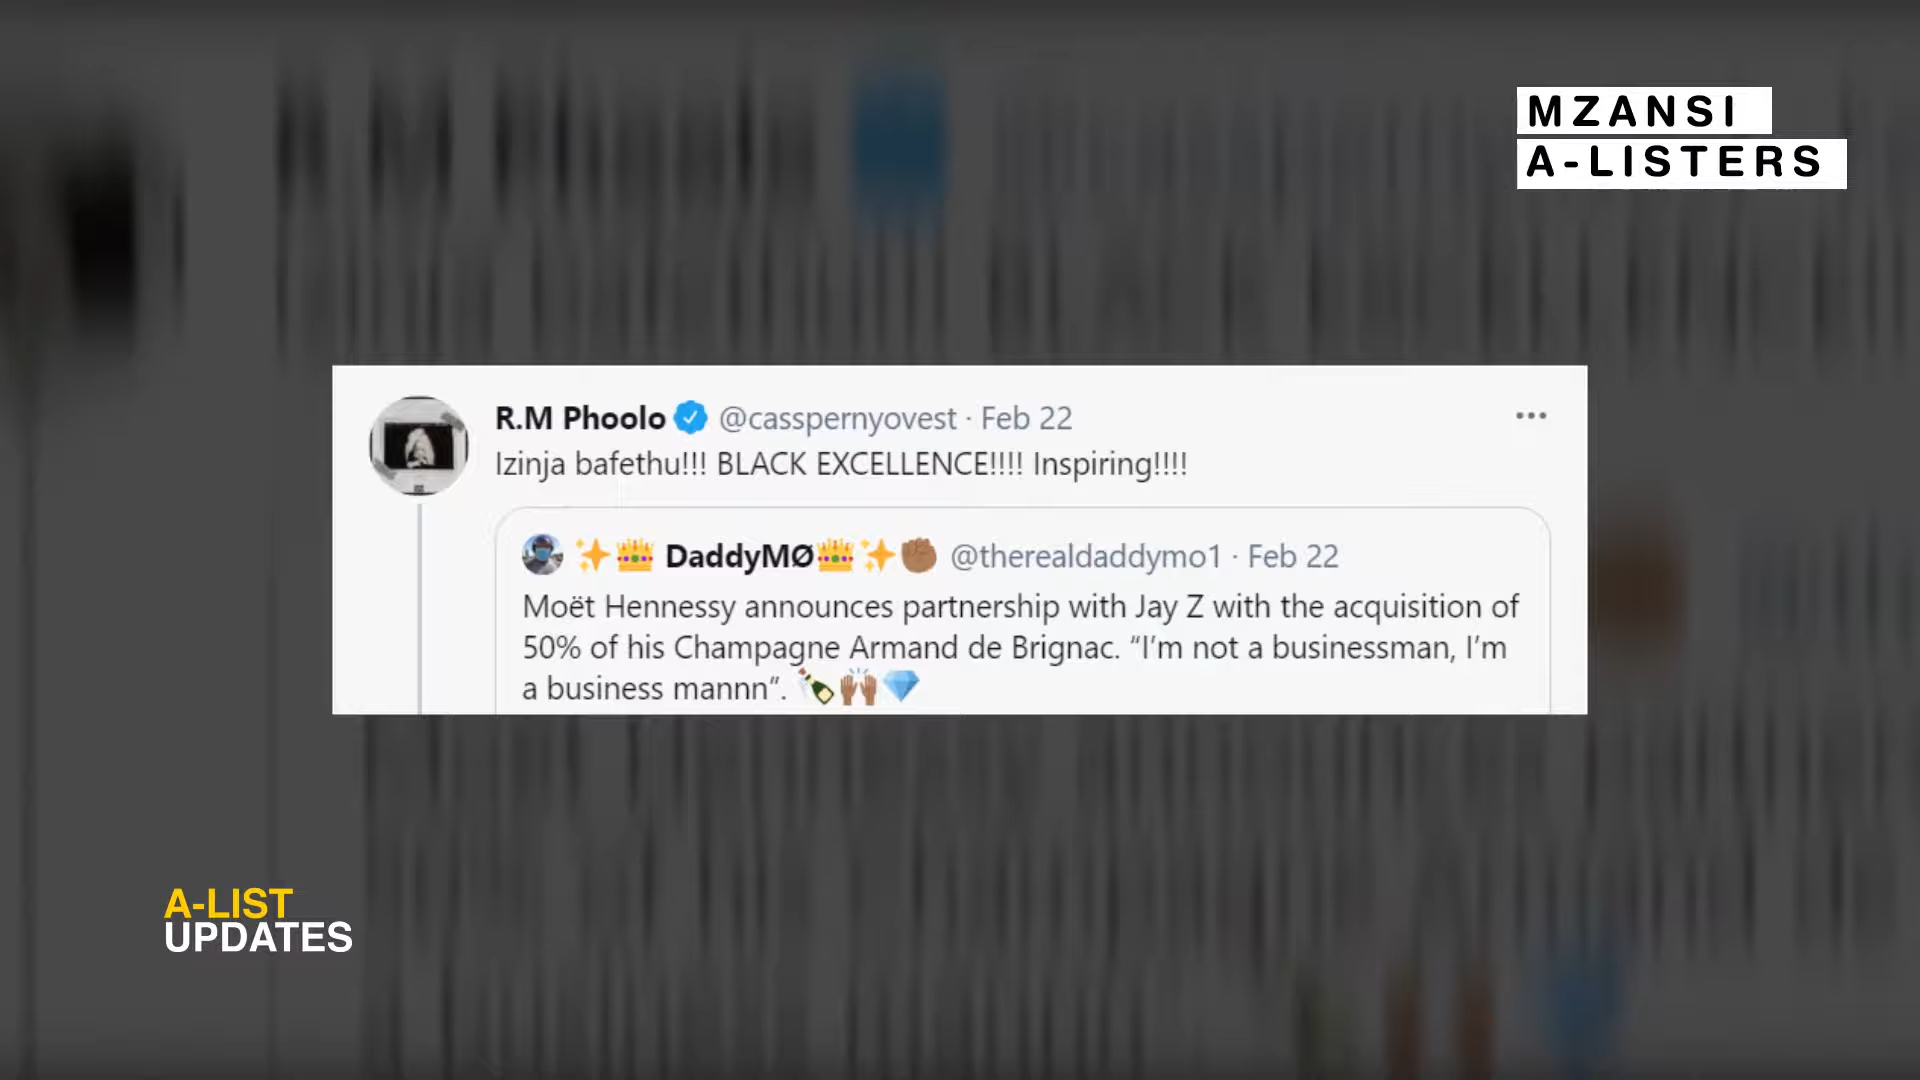 MZANSI
A-LISTERS
R.M Phoolo @casspernyovest · Feb 22
Izinja bafethu!!! BLACK EXCELLENCE!!!! Inspiring!!!!
✨👑 DaddyMØ👑✨✊🏾 @therealdaddymo1 · Feb 22
Moët Hennessy announces partnership with Jay Z with the acquisition of
50% of his Champagne Armand de Brignac. “I’m not a businessman, I’m
a business mannn”. 🍾🙌🏾💎
A-LIST
UPDATES